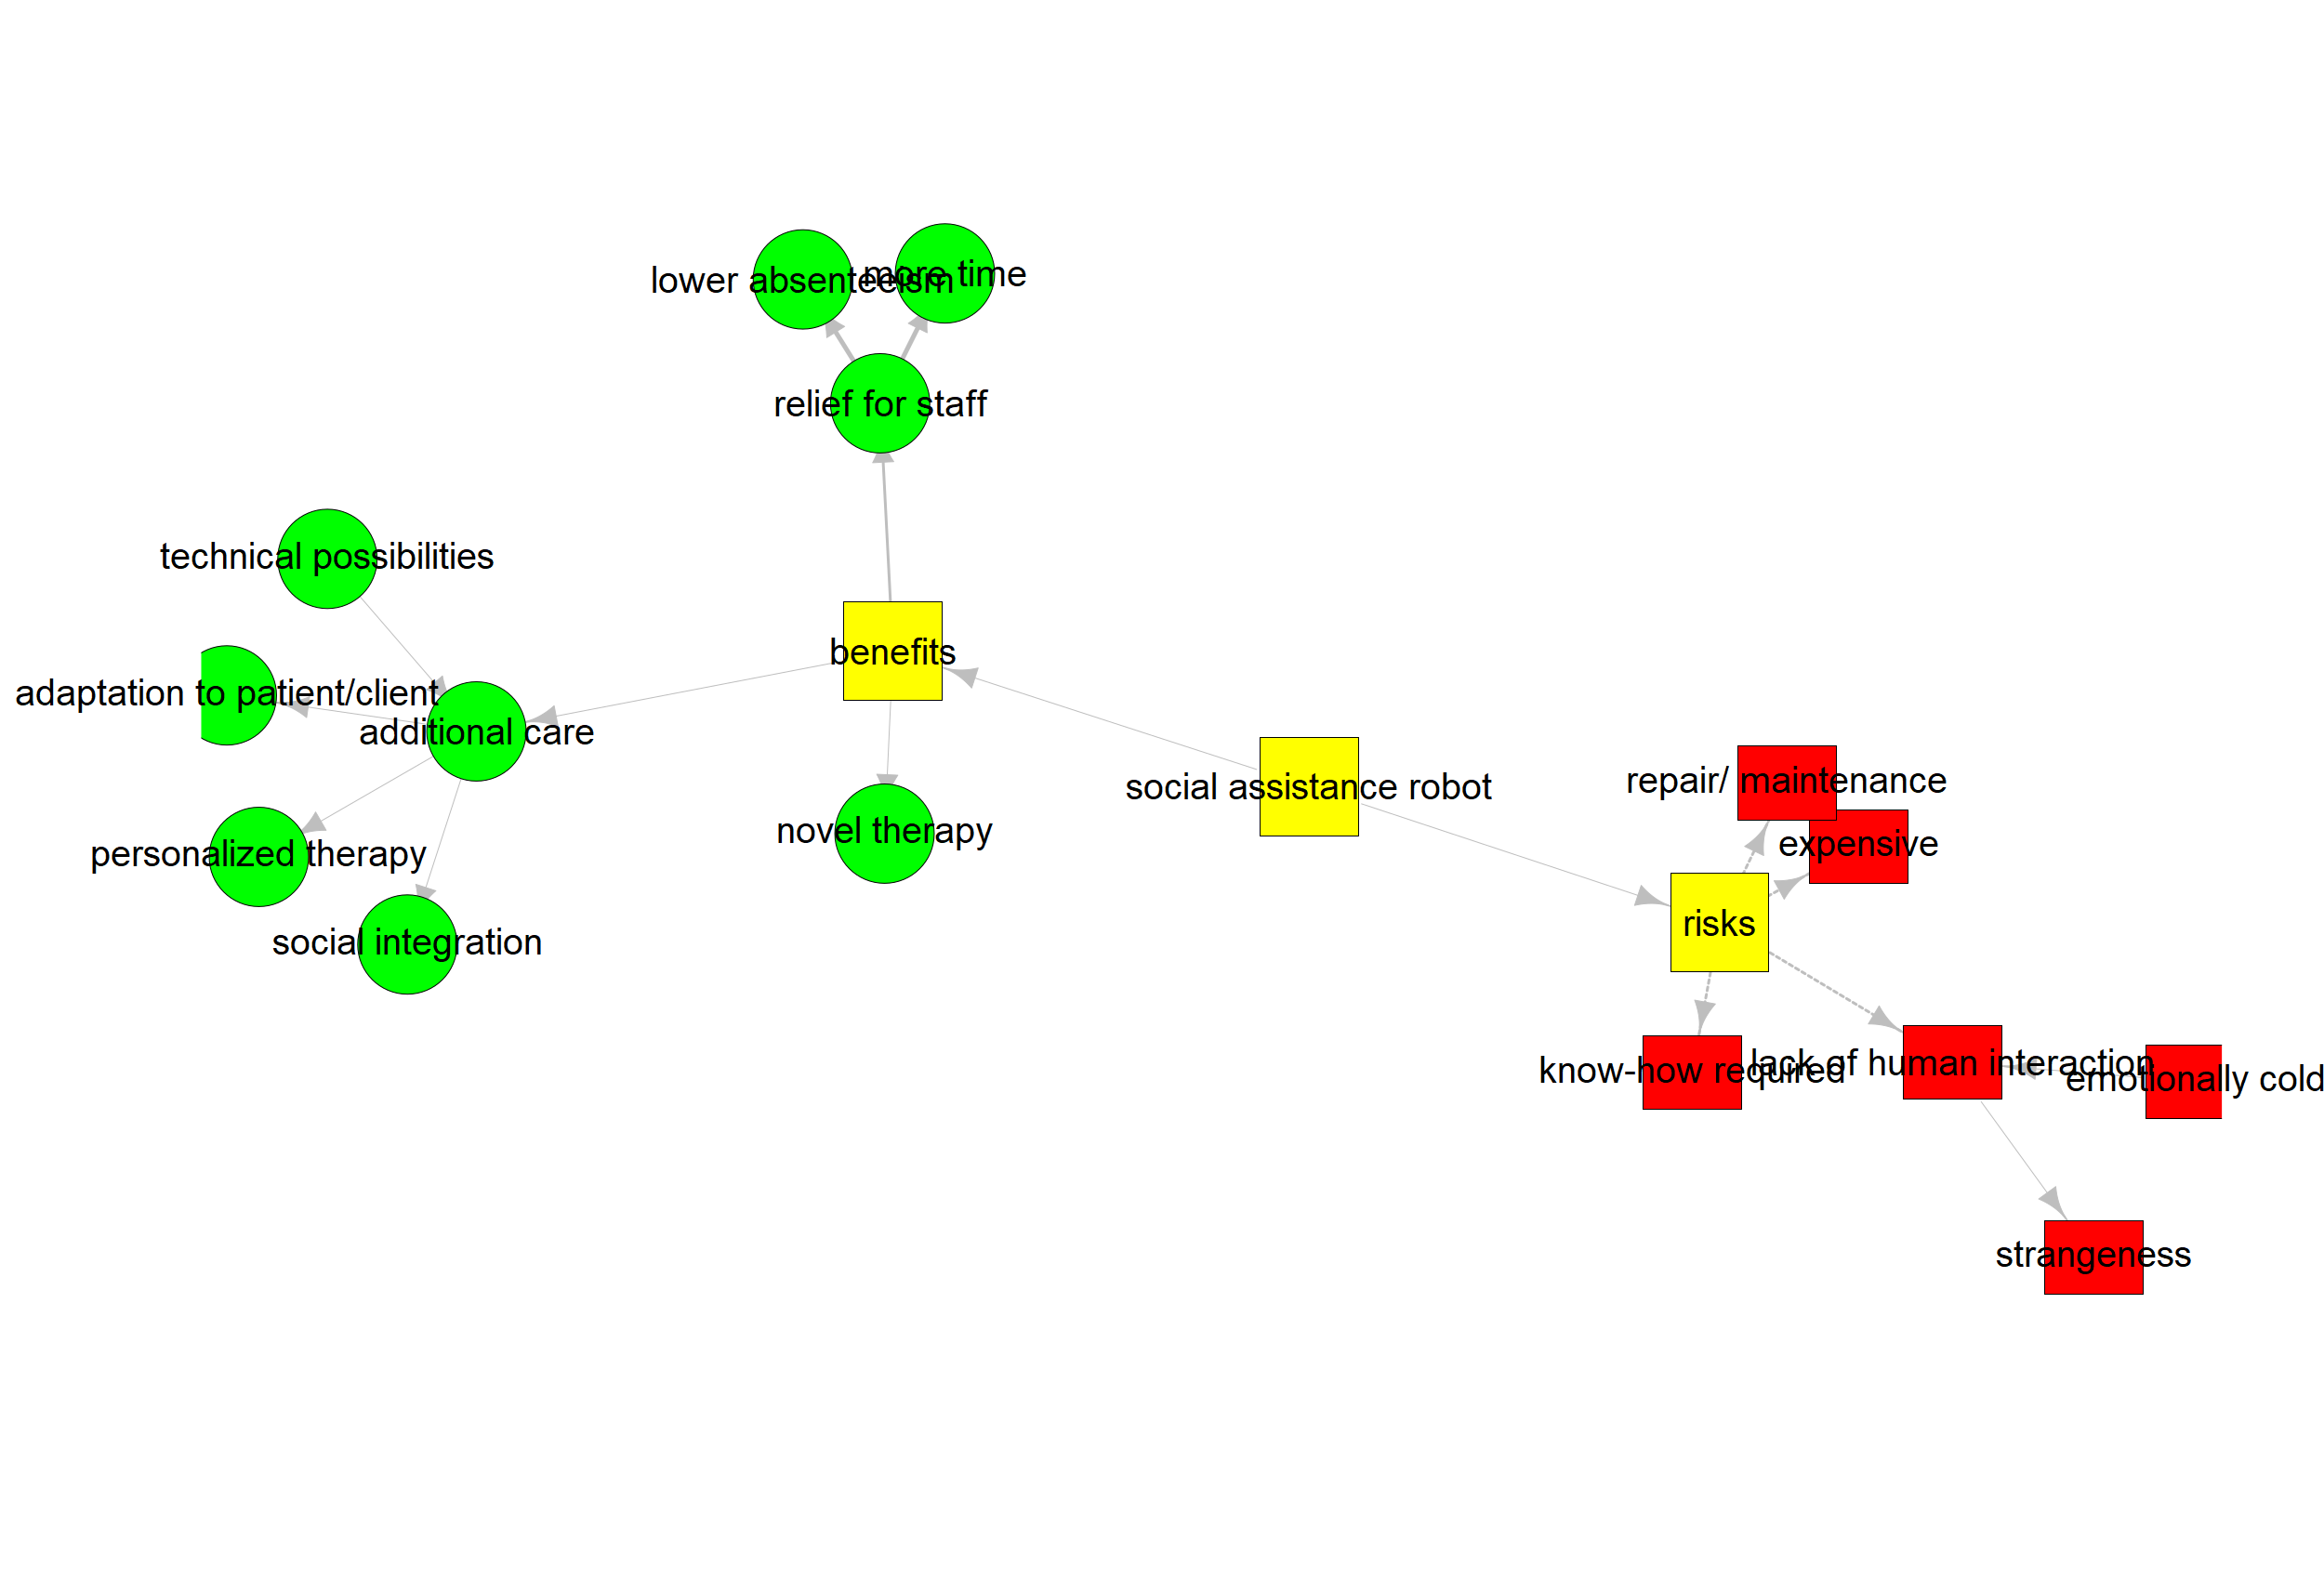 more time
lower absenteeism
relief for staff
technical possibilities
benefits
adaptation to patient/client
additional care
social assistance robot
repair/ maintenance
novel therapy
expensive
personalized therapy
risks
social integration
lack of human interaction
know-how required
emotionally cold
strangeness